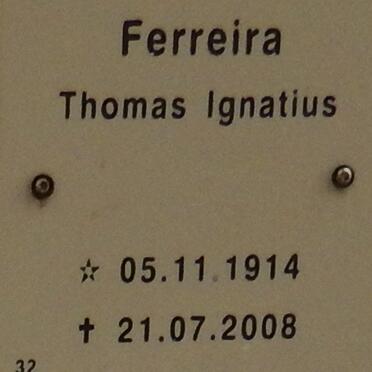 Ferreira
Thomas Ignatius
☆ 05.11.1914
✝ 21.07.2008
32